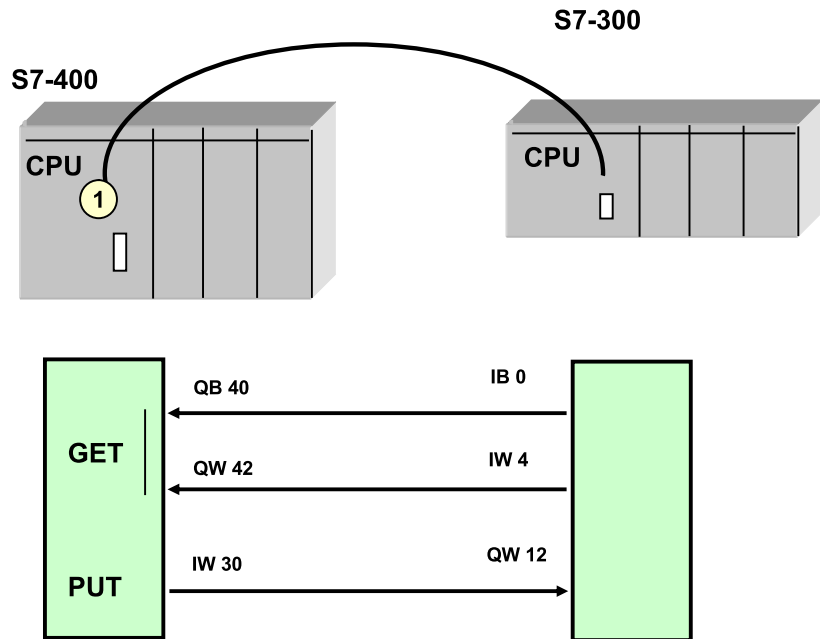 S7-300
S7-400
CPU
CPU
1
QB 40
IB 0
GET
QW 42
IW 4
IW 30
QW 12
PUT